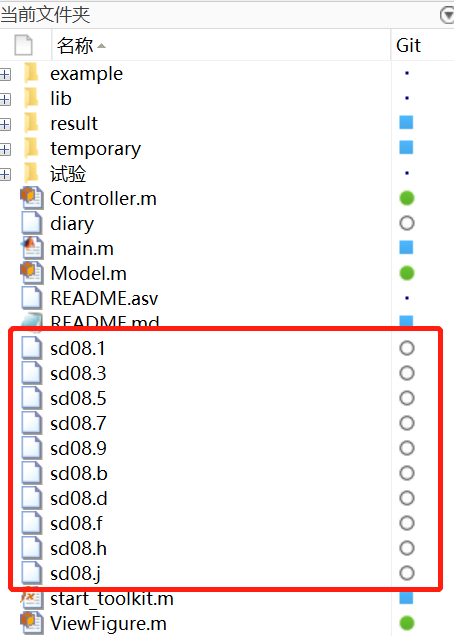 当前文件夹
名称 Git
example
lib
result
temporary
试验
Controller.m
diary
main.m
Model.m
README.asv
README.md
sd08.1
sd08.3
sd08.5
sd08.7
sd08.9
sd08.b
sd08.d
sd08.f
sd08.h
sd08.j
start_toolkit.m
ViewFigure.m